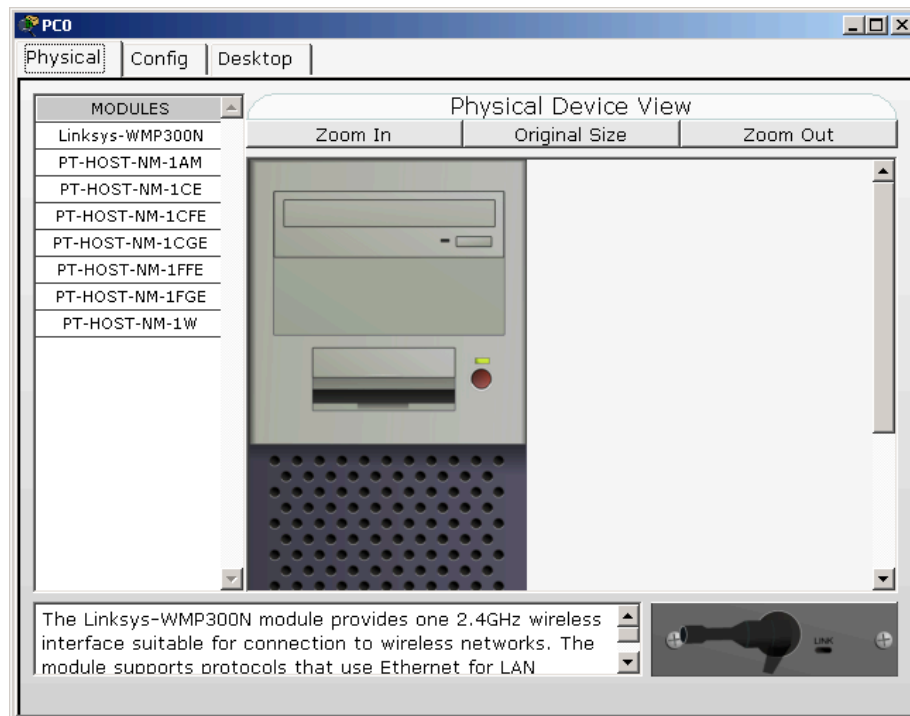 PC0
Physical Config Desktop
MODULES
Linksys-WMP300N
PT-HOST-NM-1AM
PT-HOST-NM-1CE
PT-HOST-NM-1CFE
PT-HOST-NM-1CGE
PT-HOST-NM-1FFE
PT-HOST-NM-1FGE
PT-HOST-NM-1W
Physical Device View
Zoom In Original Size Zoom Out
The Linksys-WMP300N module provides one 2.4GHz wireless
interface suitable for connection to wireless networks. The
module supports protocols that use Ethernet for LAN
LINK